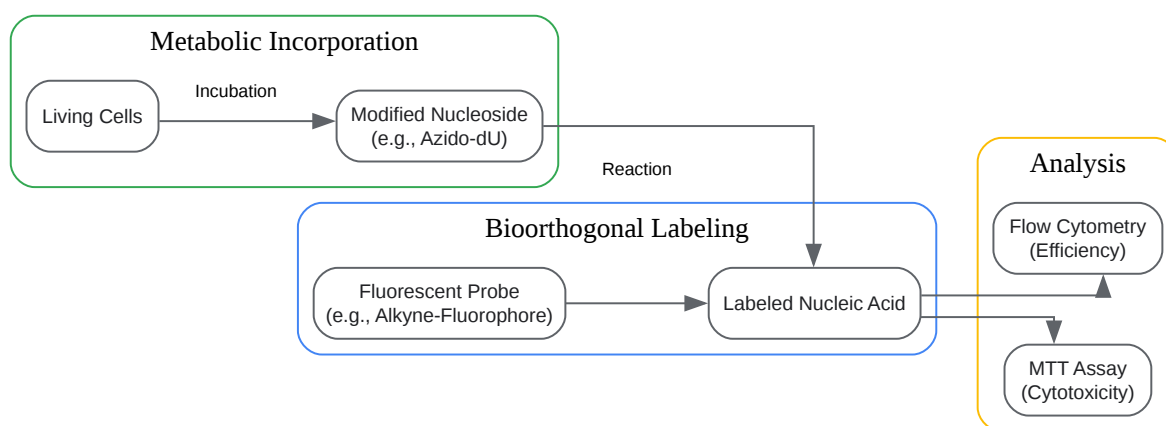 Metabolic Incorporation
Living Cells
Incubation
Modified Nucleoside
(e.g., Azido-dU)
Reaction
Bioorthogonal Labeling
Fluorescent Probe
(e.g., Alkyne-Fluorophore)
Labeled Nucleic Acid
Analysis
Flow Cytometry
(Efficiency)
MTT Assay
(Cytotoxicity)